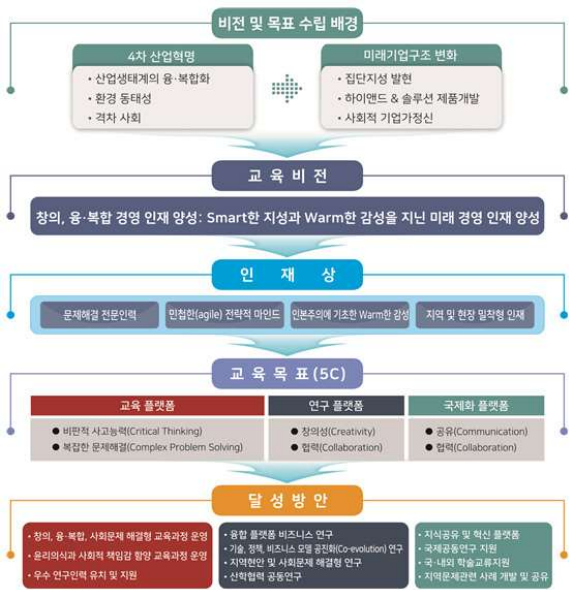 비전 및 목표 수립 배경
4차 산업혁명
• 산업생태계의 융·복합화
• 환경 동태성
• 격차 사회
미래기업구조 변화
• 집단지성 발현
• 하이앤드 & 솔루션 제품개발
• 사회적 기업가정신
교육비전
창의, 융·복합 경영 인재 양성: Smart한 지성과 Warm한 감성을 지닌 미래 경영 인재 양성
인재상
문제해결 전문인력
민첩한(agile) 전략적 마인드
인본주의에 기초한 Warm한 감성
지역 및 현장 밀착형 인재
교육목표(5C)
교육 플랫폼
● 비판적 사고능력(Critical Thinking)
● 복잡한 문제해결(Complex Problem Solving)
연구 플랫폼
● 창의성(Creativity)
● 협력(Collaboration)
국제화 플랫폼
● 공유(Communication)
● 협력(Collaboration)
달성방안
• 창의, 융·복합, 사회문제 해결형 교육과정 운영
• 윤리의식과 사회적 책임감 함양 교육과정 운영
• 우수 연구인력 유치 및 지원
• 융합 플랫폼 비즈니스 연구
• 기술, 정책, 비즈니스 모델 공진화(Co-evolution) 연구
• 지역현안 및 사회문제 해결형 연구
• 산학협력 공동연구
• 지식공유 및 혁신 플랫폼
• 국제공동연구 지원
• 국·내외 학술교류지원
• 지역문제관련 사례 개발 및 공유